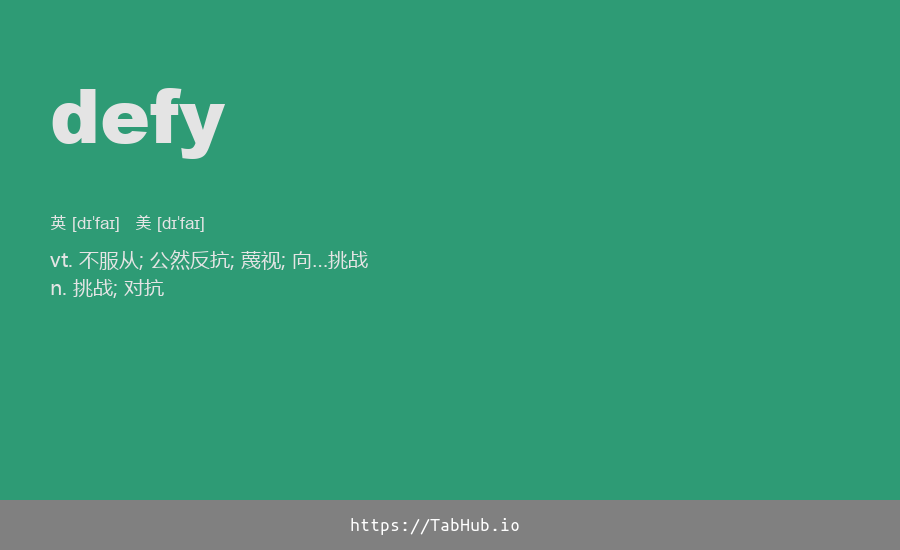 defy
英 [dɪˈfaɪ] 美 [dɪˈfaɪ]
vt. 不服从; 公然反抗; 蔑视; 向...挑战
n. 挑战; 对抗
https://TabHub.io